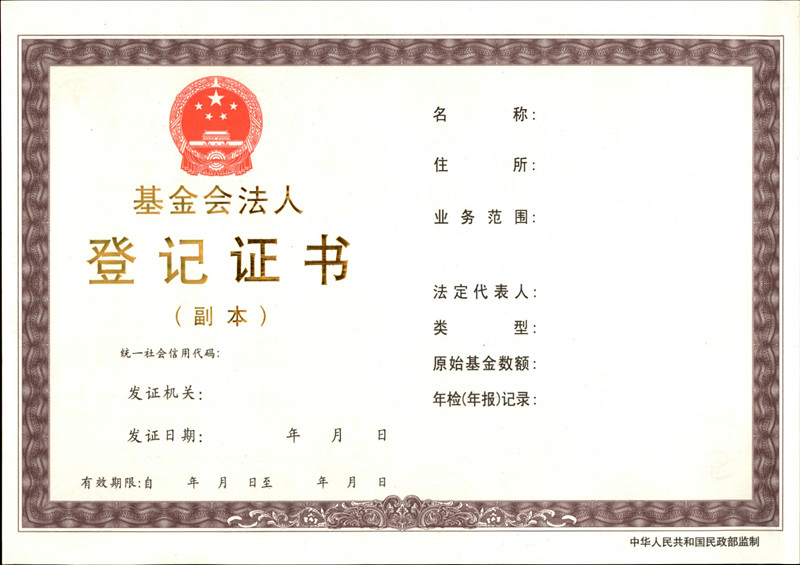 基金会法人
登记证书
(副本)
统一社会信用代码:
发证机关:
发证日期: 年 月 日
有效期限:自 年 月 日至 年 月 日
名 称:
住 所:
业务范围:
法定代表人:
类 型:
原始基金数额:
年检(年报)记录:
中华人民共和国民政部监制